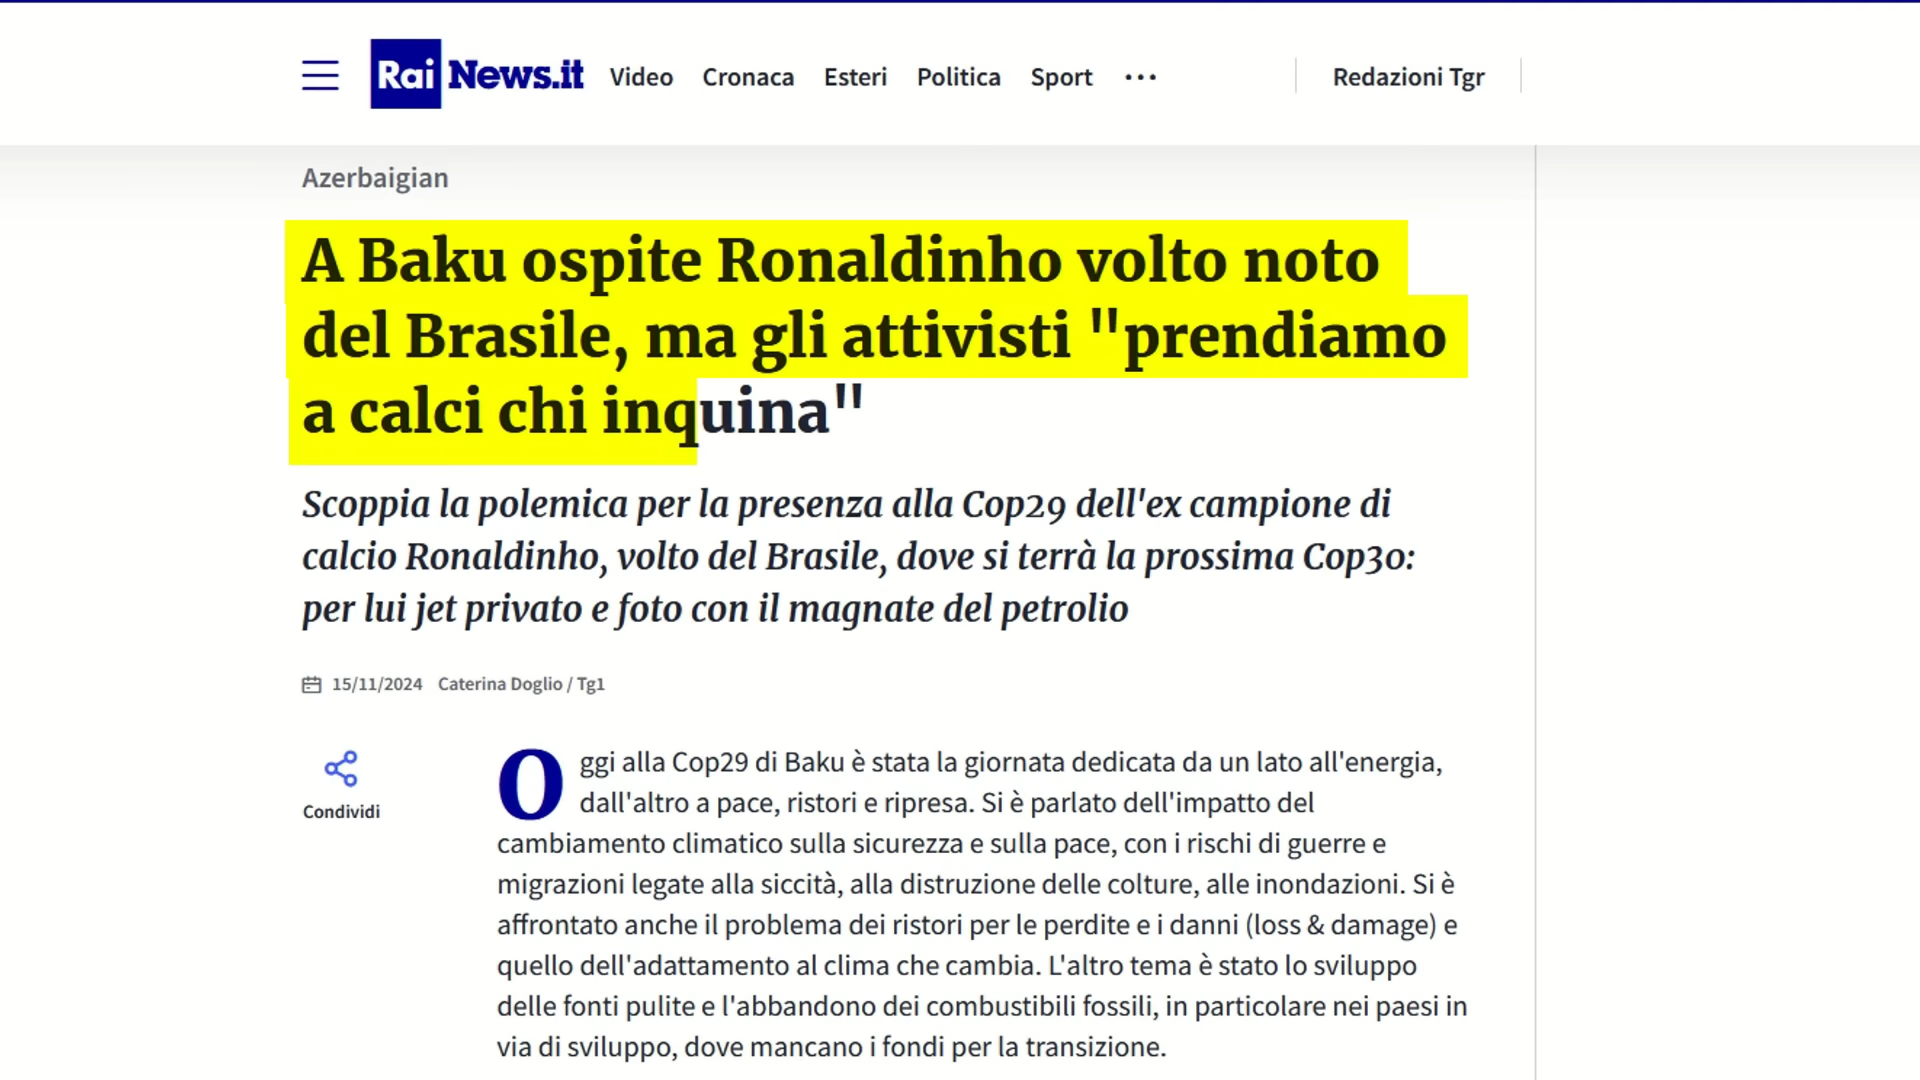 Rai News.it Video Cronaca Esteri Politica Sport ··· Redazioni Tgr
Azerbaigian
A Baku ospite Ronaldinho volto noto
del Brasile, ma gli attivisti "prendiamo
a calci chi inquina"
Scoppia la polemica per la presenza alla Cop29 dell'ex campione di
calcio Ronaldinho, volto del Brasile, dove si terrà la prossima Cop30:
per lui jet privato e foto con il magnate del petrolio
15/11/2024 Caterina Doglio / Tg1
Condividi
Oggi alla Cop29 di Baku è stata la giornata dedicata da un lato all'energia,
dall'altro a pace, ristori e ripresa. Si è parlato dell'impatto del
cambiamento climatico sulla sicurezza e sulla pace, con i rischi di guerre e
migrazioni legate alla siccità, alla distruzione delle colture, alle inondazioni. Si è
affrontato anche il problema dei ristori per le perdite e i danni (loss & damage) e
quello dell'adattamento al clima che cambia. L'altro tema è stato lo sviluppo
delle fonti pulite e l'abbandono dei combustibili fossili, in particolare nei paesi in
via di sviluppo, dove mancano i fondi per la transizione.